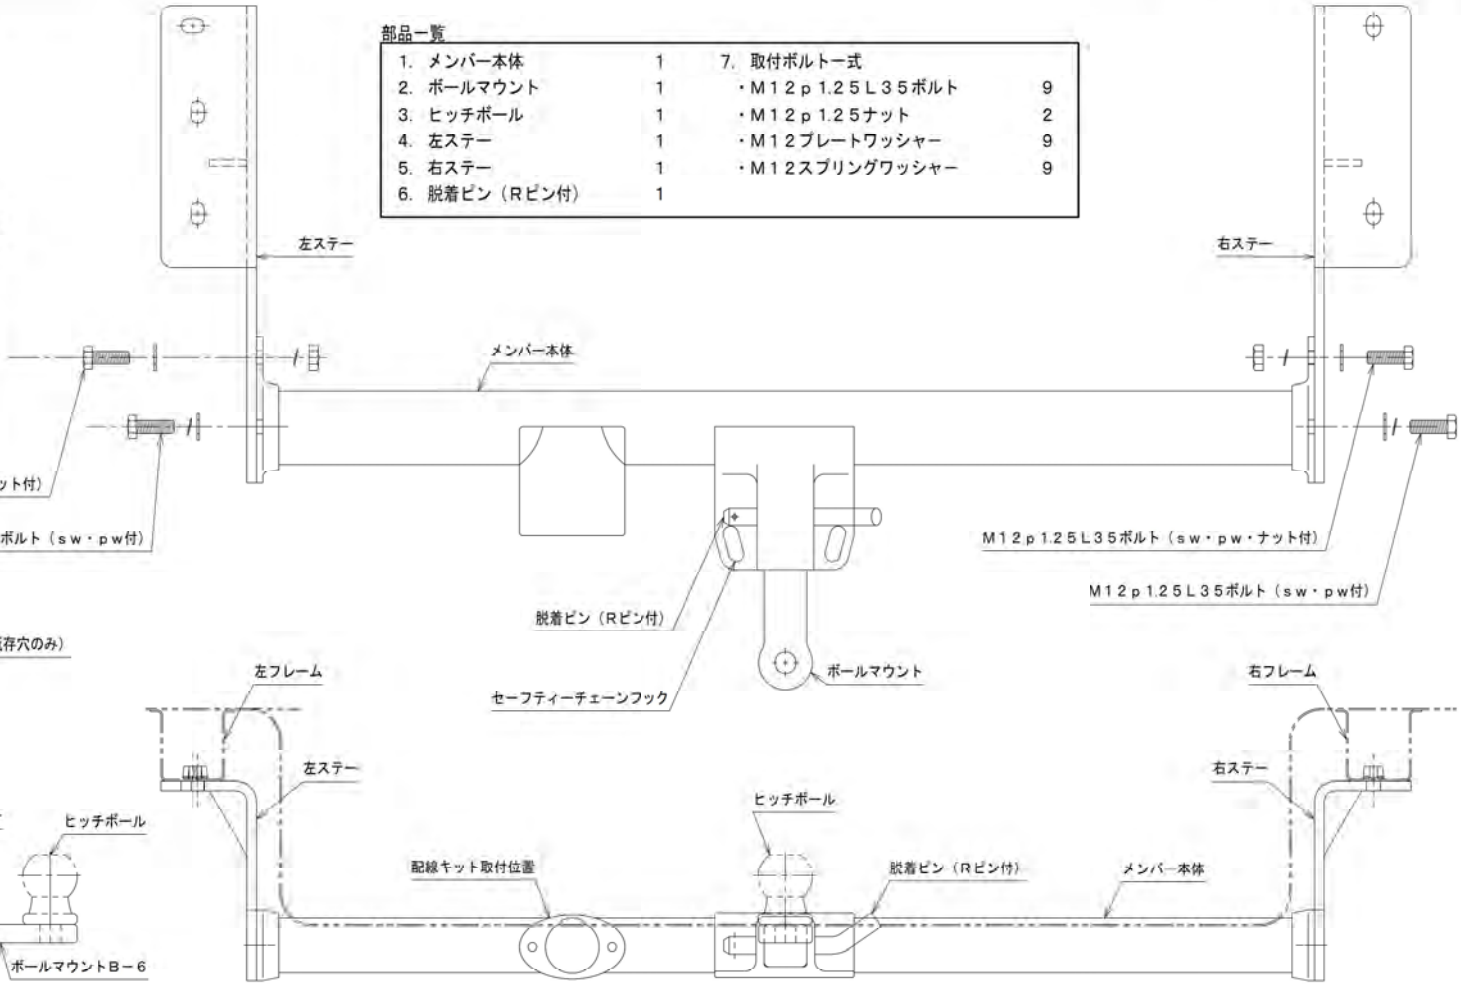 部品一覧
1. メンバー本体 1
2. ボールマウント 1
3. ヒッチボール 1
4. 左ステー 1
5. 右ステー 1
6. 脱着ピン（Rピン付） 1
7. 取付ボルト一式
・M12p1.25L35ボルト 9
・M12p1.25ナット 2
・M12プレートワッシャー 9
・M12スプリングワッシャー 9
左ステー
右ステー
メンバー本体
ット付）
ボルト（sw・pw付）
M12p1.25L35ボルト（sw・pw・ナット付）
M12p1.25L35ボルト（sw・pw付）
脱着ピン（Rピン付）
セーフティーチェーンフック
ボールマウント
存穴のみ）
左フレーム
右フレーム
左ステー
右ステー
ヒッチボール
ヒッチボール
配線キット取付位置
脱着ピン（Rピン付）
メンバー本体
ボールマウントB－6